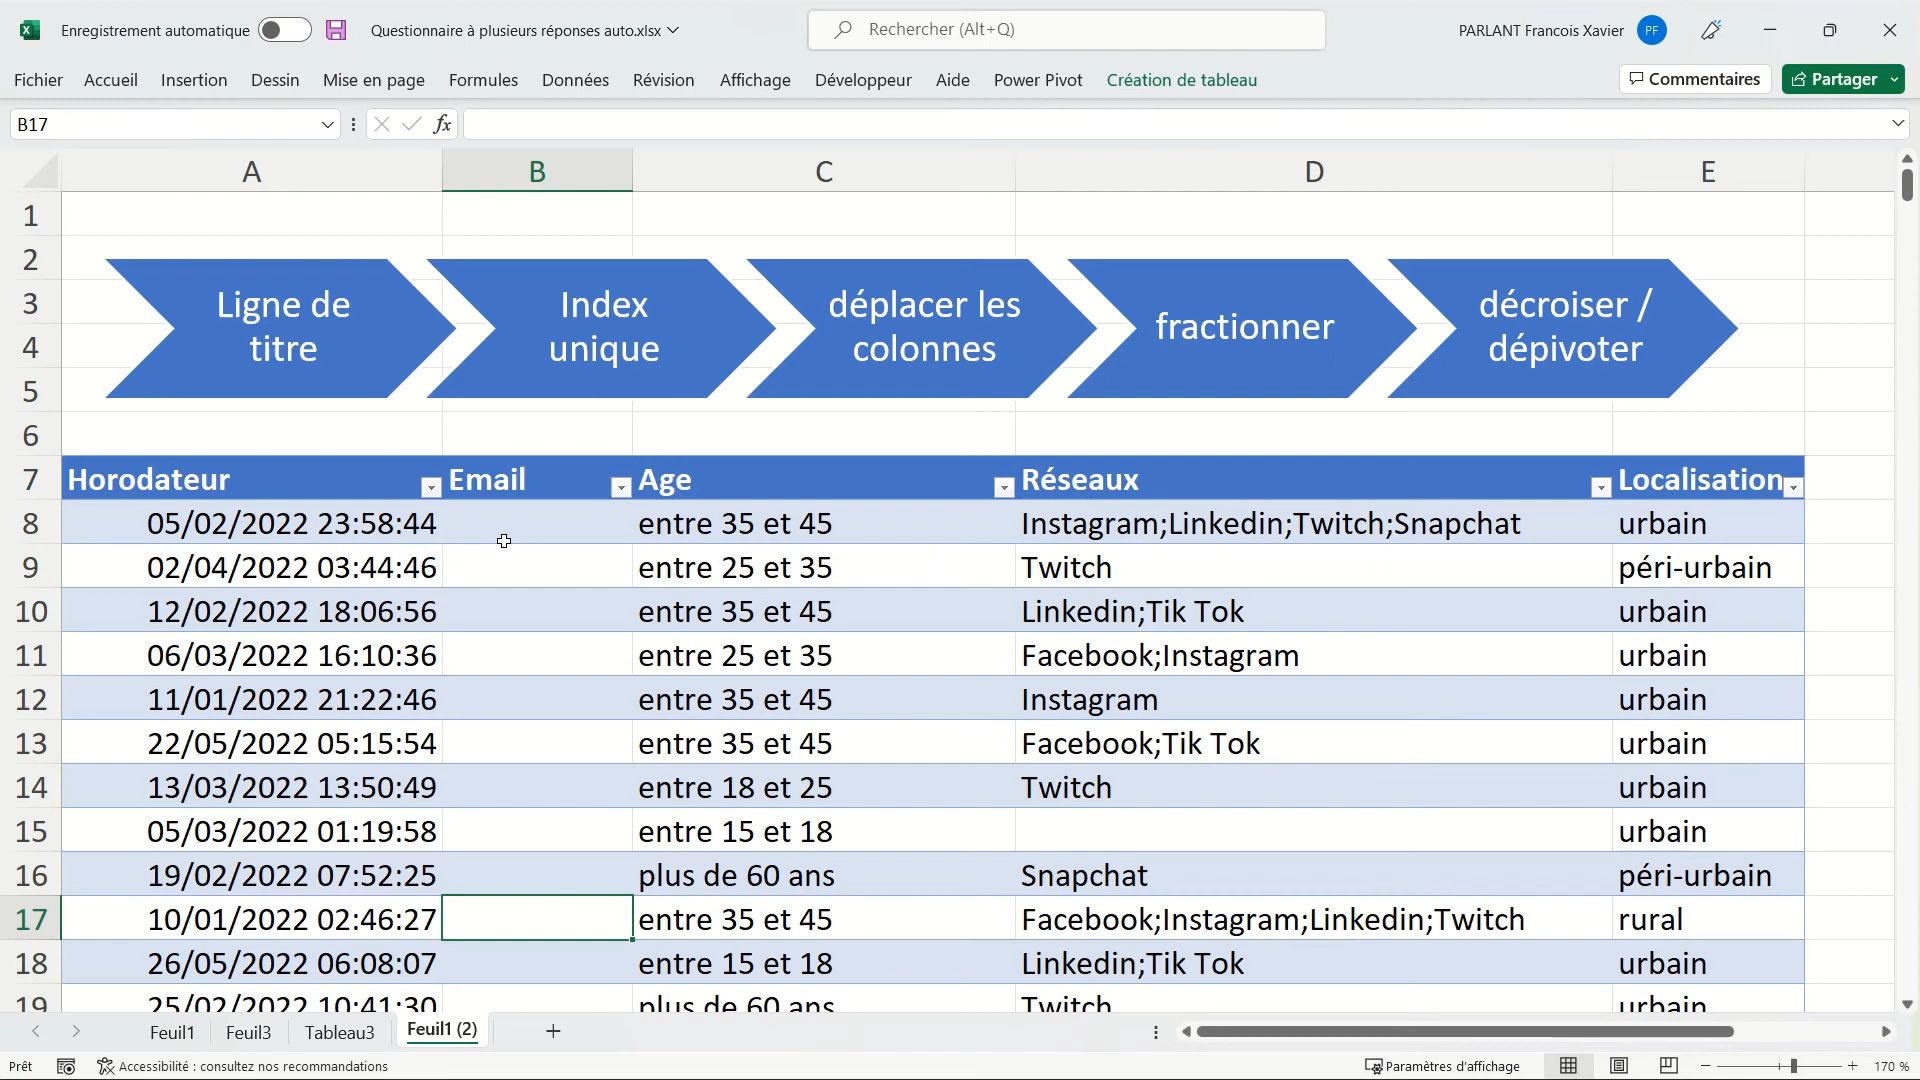 Enregistrement automatique Questionnaire à plusieurs réponses auto.xlsx Rechercher (Alt+Q) PARLANT Francois Xavier PF
Fichier Accueil Insertion Dessin Mise en page Formules Données Révision Affichage Développeur Aide Power Pivot Création de tableau Commentaires Partager
B17 fx
A B C D E
1
2
3
4
5
6
Ligne de
titre
Index
unique
déplacer les
colonnes
fractionner
décroiser /
dépivoter
7 Horodateur Email Age Réseaux Localisation
8 05/02/2022 23:58:44 entre 35 et 45 Instagram;Linkedin;Twitch;Snapchat urbain
9 02/04/2022 03:44:46 entre 25 et 35 Twitch péri-urbain
10 12/02/2022 18:06:56 entre 35 et 45 Linkedin;Tik Tok urbain
11 06/03/2022 16:10:36 entre 25 et 35 Facebook;Instagram urbain
12 11/01/2022 21:22:46 entre 35 et 45 Instagram urbain
13 22/05/2022 05:15:54 entre 35 et 45 Facebook;Tik Tok urbain
14 13/03/2022 13:50:49 entre 18 et 25 Twitch urbain
15 05/03/2022 01:19:58 entre 15 et 18 urbain
16 19/02/2022 07:52:25 plus de 60 ans Snapchat péri-urbain
17 10/01/2022 02:46:27 entre 35 et 45 Facebook;Instagram;Linkedin;Twitch rural
18 26/05/2022 06:08:07 entre 15 et 18 Linkedin;Tik Tok urbain
19 25/02/2022 10:41:30 plus de 60 ans Twitch urbain
Feuil1 Feuil3 Tableau3 Feuil1 (2)
Prêt Accessibilité : consultez nos recommandations Paramètres d'affichage 170 %